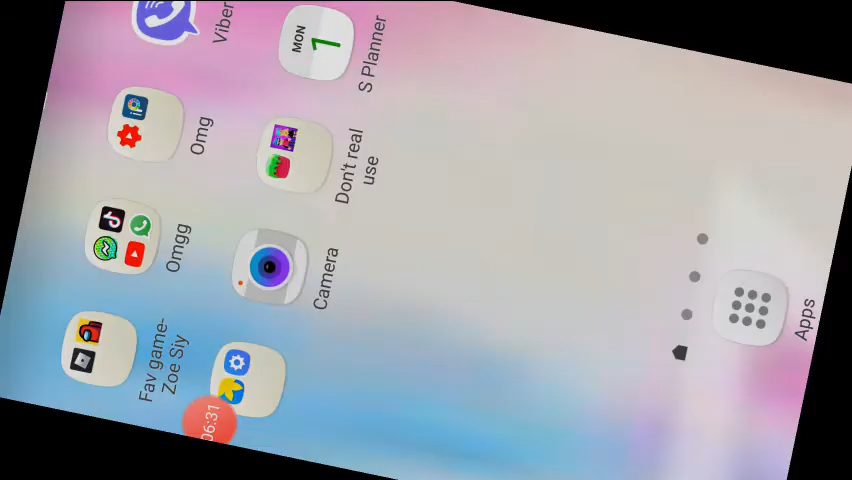 Fav game-
Zoe Siy
Omgg
Omg
Viber
06:31
Camera
Don't real
use
MON
1
S Planner
Apps